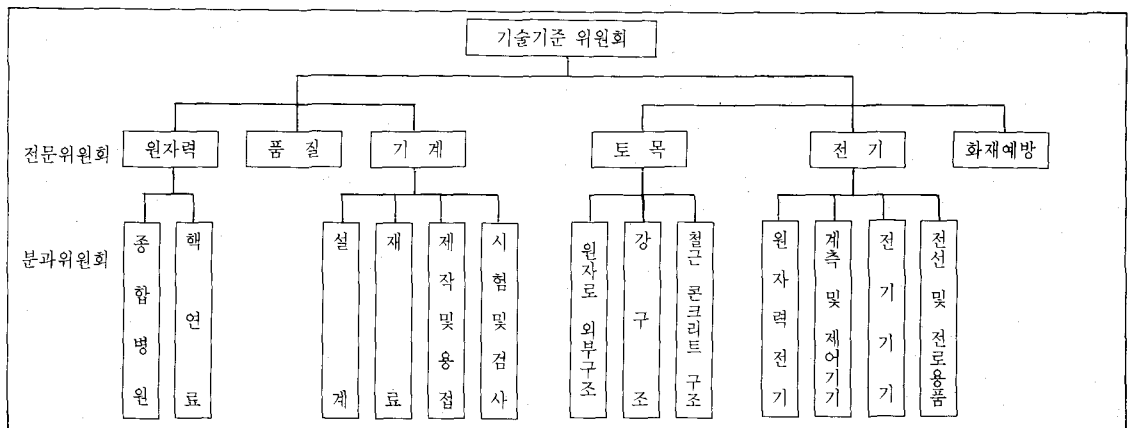 기술기준 위원회
전문위원회
원자력
품 질
기 계
토 목
전 기
화재예방
분과위원회
종합병원
핵연료
설계
재료
제작및용접
시험및검사
원자로 외부구조
강구조
철근 콘크리트 구조
원자력전기
계측 및 제어기기
전기기기
전선 및 전로용품